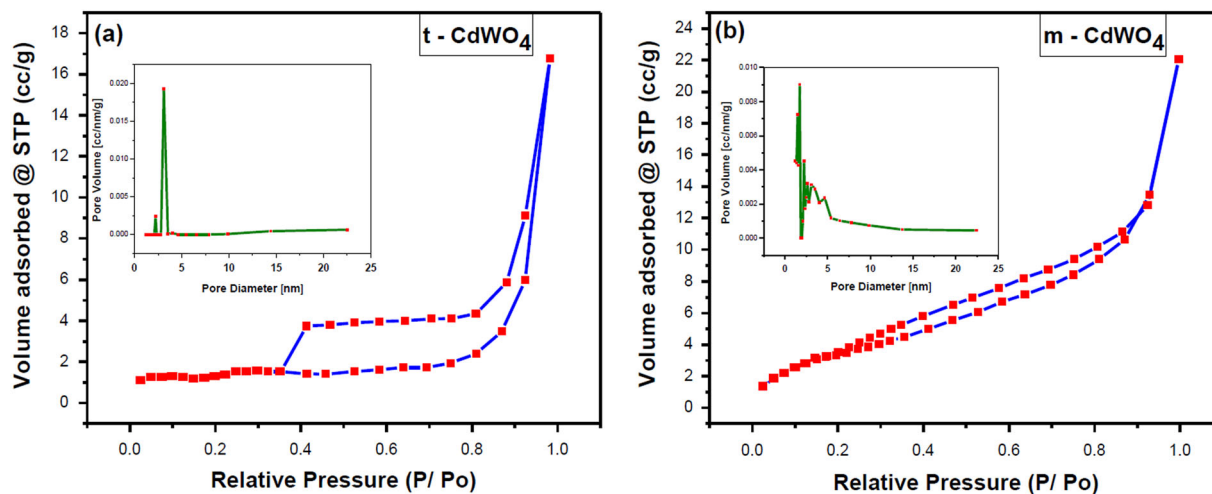 (a)
t - CdWO4
Volume adsorbed @ STP (cc/g)
18
16
14
12
10
8
6
4
2
0
0.0 0.2 0.4 0.6 0.8 1.0
Relative Pressure (P/ Po)
Pore Volume [cc/nm/g]
0.020
0.015
0.010
0.005
0.000
0 5 10 15 20 25
Pore Diameter [nm]
(b)
m - CdWO4
Volume adsorbed @ STP (cc/g)
24
22
20
18
16
14
12
10
8
6
4
2
0
0.0 0.2 0.4 0.6 0.8 1.0
Relative Pressure (P/ Po)
Pore Volume [cc/nm/g]
0.010
0.008
0.006
0.004
0.002
0.000
0 5 10 15 20 25
Pore Diameter [nm]